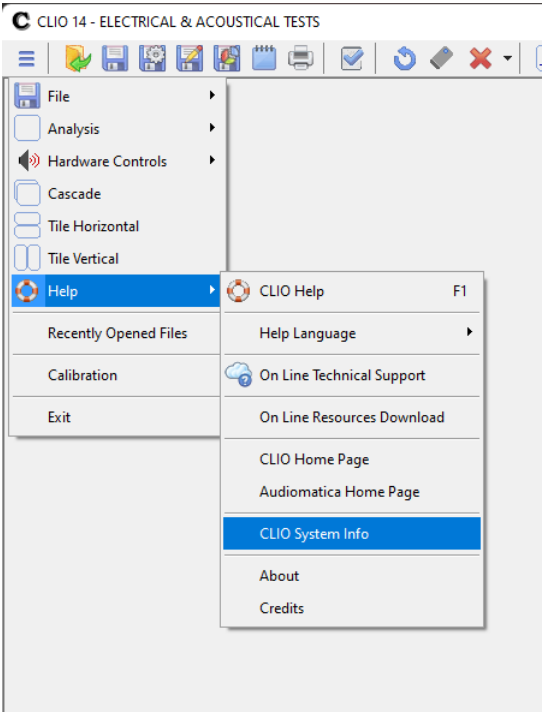 CLIO 14 - ELECTRICAL & ACOUSTICAL TESTS
File
Analysis
Hardware Controls
Cascade
Tile Horizontal
Tile Vertical
Help
Recently Opened Files
Calibration
Exit
CLIO Help F1
Help Language
On Line Technical Support
On Line Resources Download
CLIO Home Page
Audiomatica Home Page
CLIO System Info
About
Credits